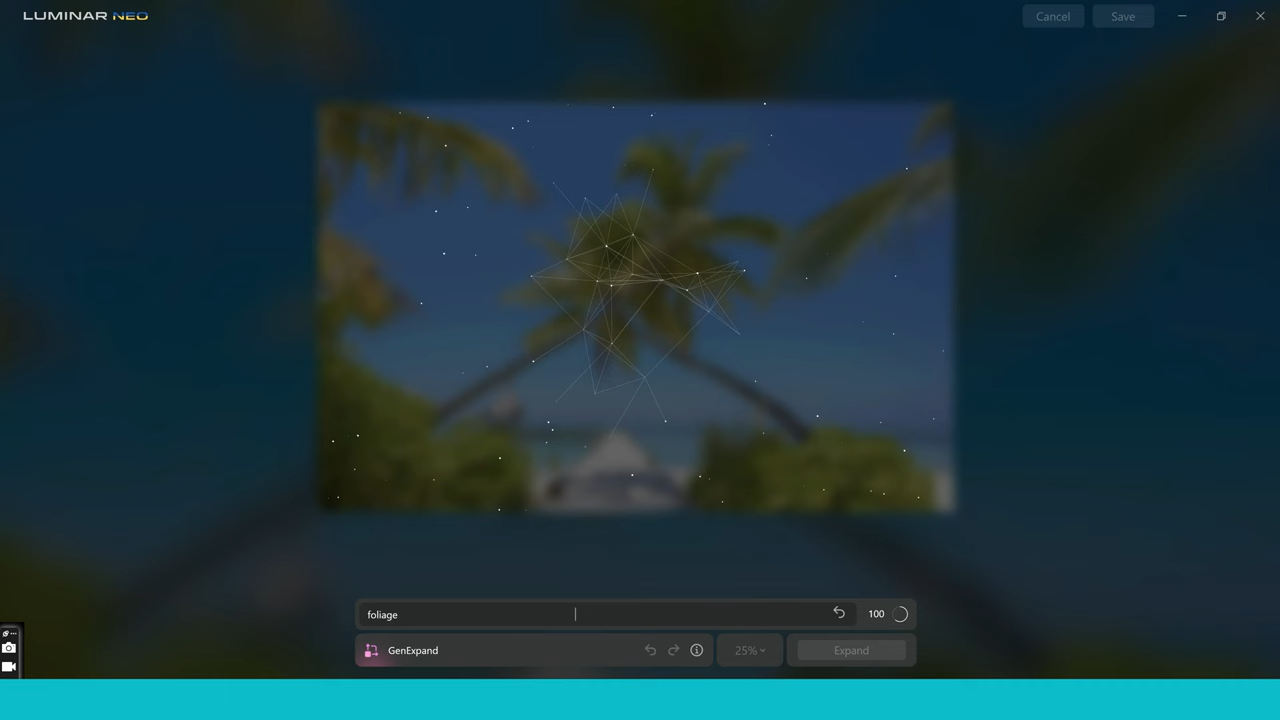 LUMINAR NEO
Cancel
Save
foliage
100
GenExpand
25%
Expand